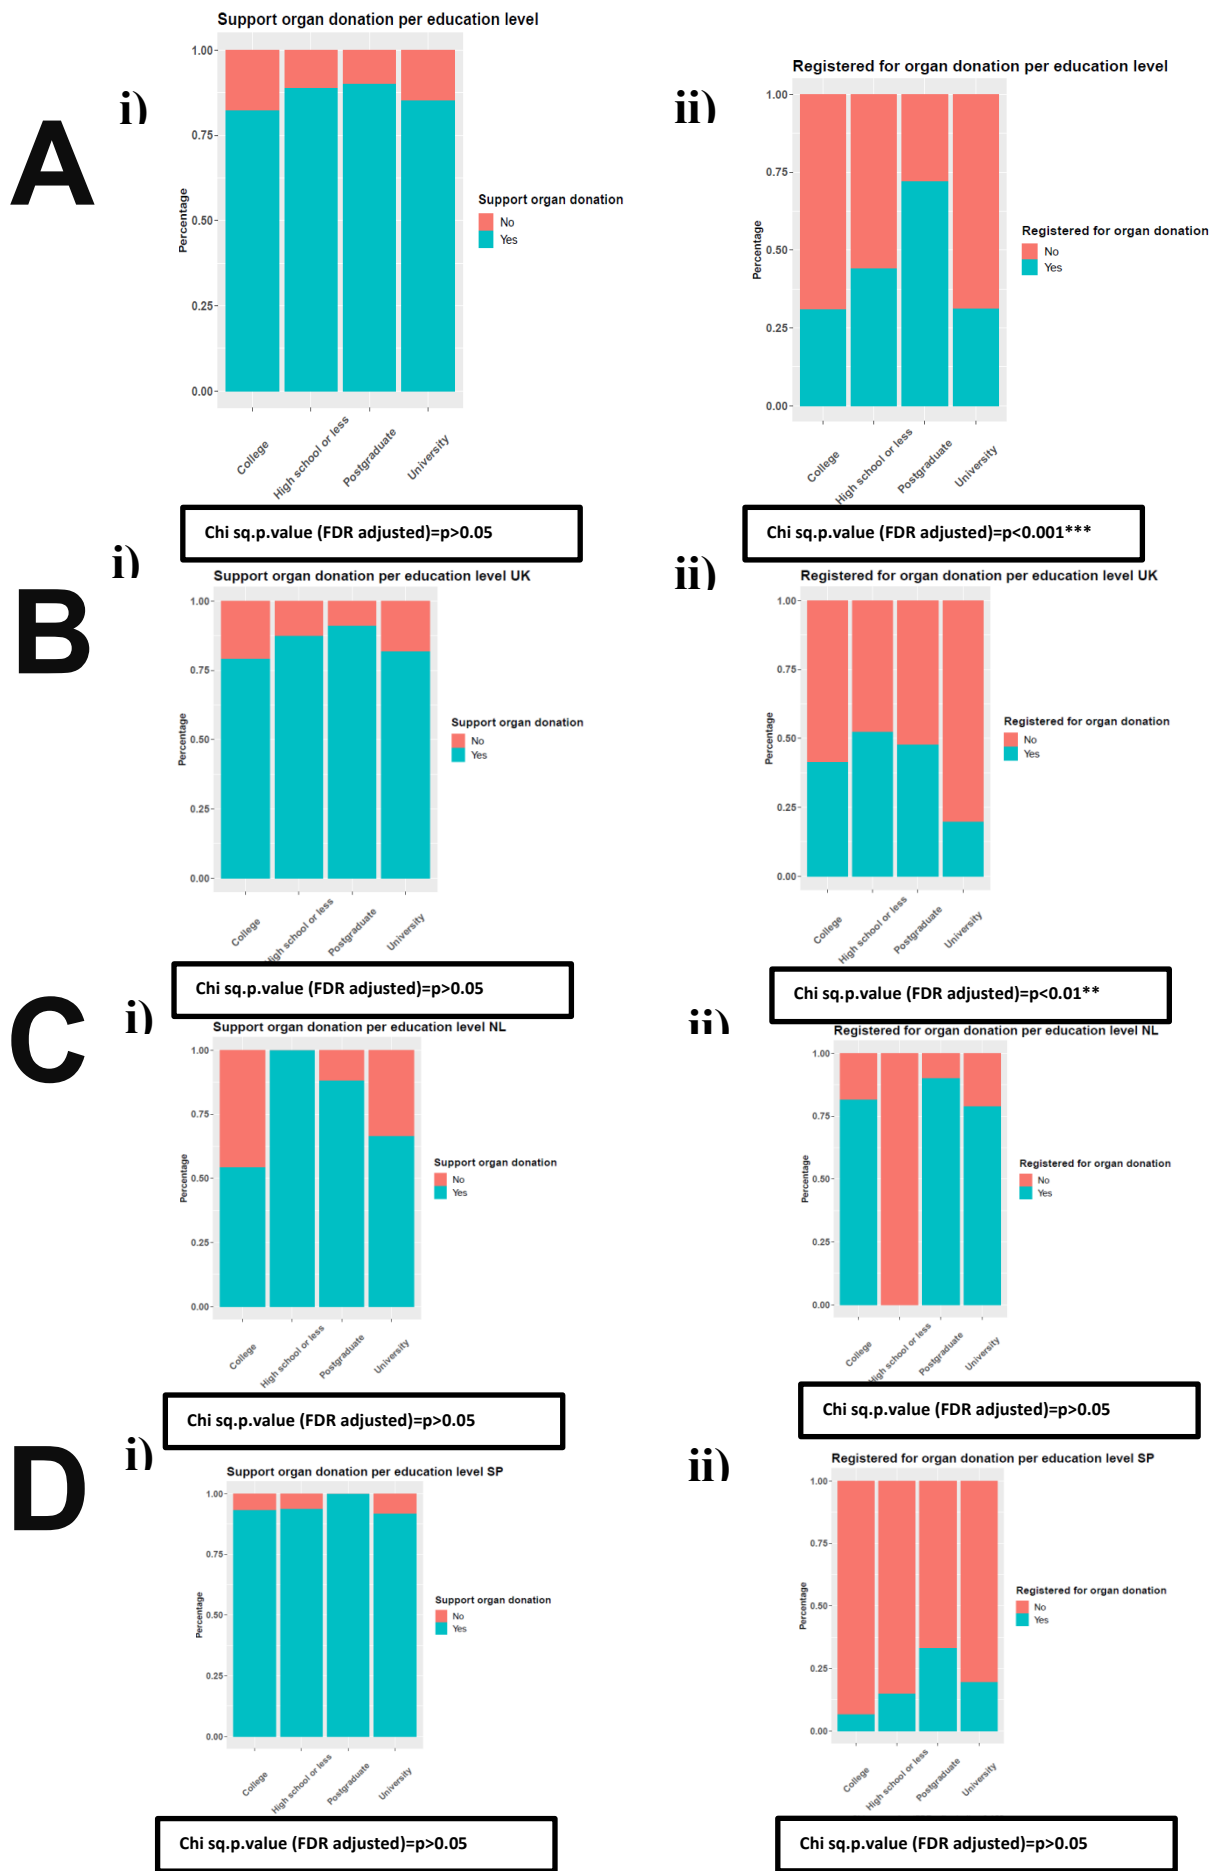 A
i)
Support organ donation per education level
Percentage
1.00
0.75
0.50
0.25
0.00
College
High school or less
Postgraduate
University
Support organ donation
No
Yes
Chi sq.p.value (FDR adjusted)=p>0.05
ii)
Registered for organ donation per education level
Percentage
1.00
0.75
0.50
0.25
0.00
College
High school or less
Postgraduate
University
Registered for organ donation
No
Yes
Chi sq.p.value (FDR adjusted)=p<0.001***
B
i)
Support organ donation per education level UK
Percentage
1.00
0.75
0.50
0.25
0.00
College
High school or less
Postgraduate
University
Support organ donation
No
Yes
Chi sq.p.value (FDR adjusted)=p>0.05
ii)
Registered for organ donation per education level UK
Percentage
1.00
0.75
0.50
0.25
0.00
College
High school or less
Postgraduate
University
Registered for organ donation
No
Yes
Chi sq.p.value (FDR adjusted)=p<0.01**
C
i)
Support organ donation per education level NL
Percentage
1.00
0.75
0.50
0.25
0.00
College
High school or less
Postgraduate
University
Support organ donation
No
Yes
Chi sq.p.value (FDR adjusted)=p>0.05
ii)
Registered for organ donation per education level NL
Percentage
1.00
0.75
0.50
0.25
0.00
College
High school or less
Postgraduate
University
Registered for organ donation
No
Yes
Chi sq.p.value (FDR adjusted)=p>0.05
D
i)
Support organ donation per education level SP
Percentage
1.00
0.75
0.50
0.25
0.00
College
High school or less
Postgraduate
University
Support organ donation
No
Yes
Chi sq.p.value (FDR adjusted)=p>0.05
ii)
Registered for organ donation per education level SP
Percentage
1.00
0.75
0.50
0.25
0.00
College
High school or less
Postgraduate
University
Registered for organ donation
No
Yes
Chi sq.p.value (FDR adjusted)=p>0.05